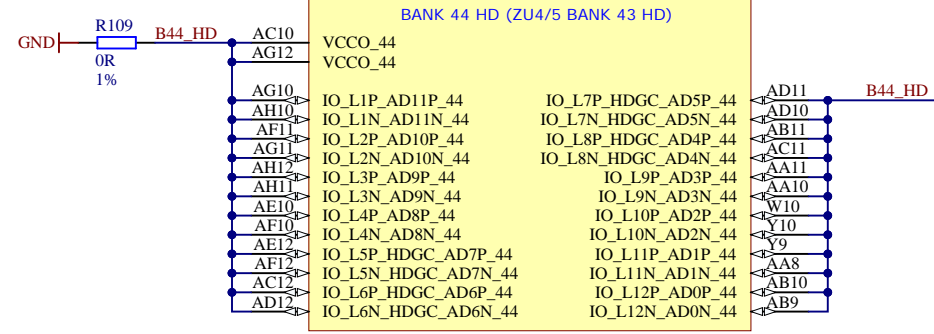 BANK 44 HD (ZU4/5 BANK 43 HD)
R109
GND
B44_HD
0R
1%
AC10 VCCO_44
AG12 VCCO_44
AG10 IO_L1P_AD11P_44 IO_L7P_HDGC_AD5P_44 AD11 B44_HD
AH10 IO_L1N_AD11N_44 IO_L7N_HDGC_AD5N_44 AD10
AF11 IO_L2P_AD10P_44 IO_L8P_HDGC_AD4P_44 AB11
AG11 IO_L2N_AD10N_44 IO_L8N_HDGC_AD4N_44 AC11
AH12 IO_L3P_AD9P_44 IO_L9P_AD3P_44 AA11
AH11 IO_L3N_AD9N_44 IO_L9N_AD3N_44 AA10
AE10 IO_L4P_AD8P_44 IO_L10P_AD2P_44 W10
AF10 IO_L4N_AD8N_44 IO_L10N_AD2N_44 Y10
AE12 IO_L5P_HDGC_AD7P_44 IO_L11P_AD1P_44 Y9
AF12 IO_L5N_HDGC_AD7N_44 IO_L11N_AD1N_44 AA8
AC12 IO_L6P_HDGC_AD6P_44 IO_L12P_AD0P_44 AB10
AD12 IO_L6N_HDGC_AD6N_44 IO_L12N_AD0N_44 AB9